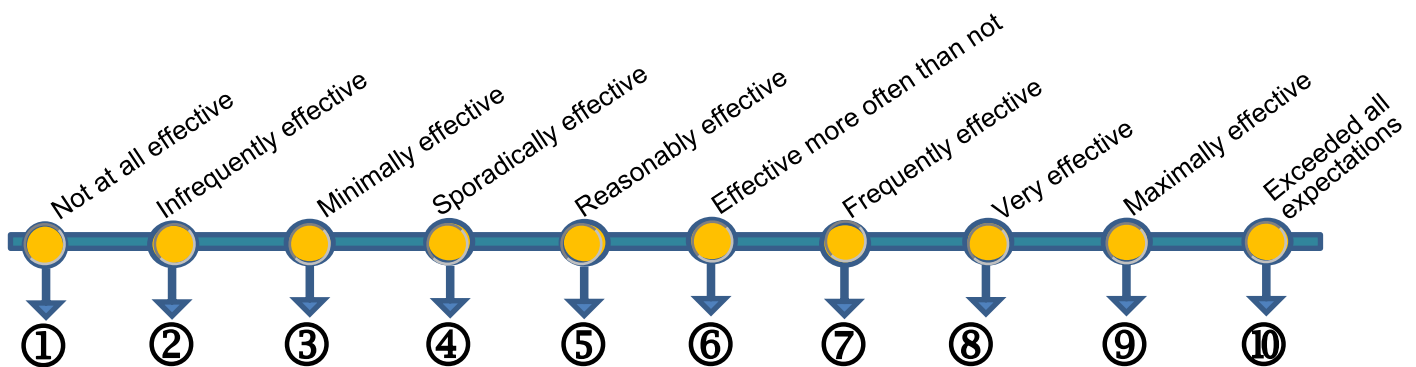 Not at all effective
Infrequently effective
Minimally effective
Sporadically effective
Reasonably effective
Effective more often than not
Frequently effective
Very effective
Maximally effective
Exceeded all
expectations
① ② ③ ④ ⑤ ⑥ ⑦ ⑧ ⑨ ⑩